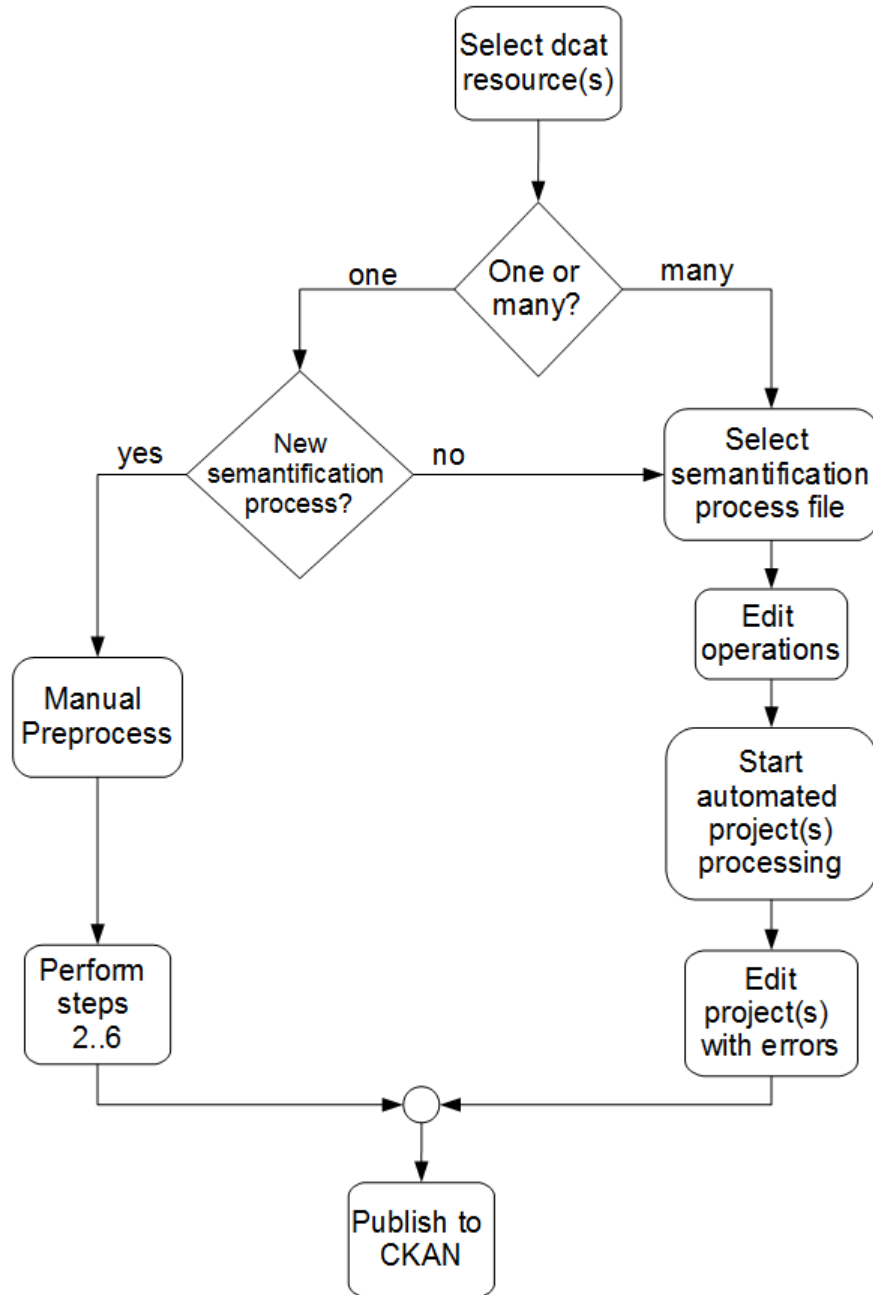 Select dcat
resource(s)
One or
many?
one
many
New
semantification
process?
yes
no
Select
semantification
process file
Edit
operations
Manual
Preprocess
Start
automated
project(s)
processing
Perform
steps
2..6
Edit
project(s)
with errors
Publish to
CKAN